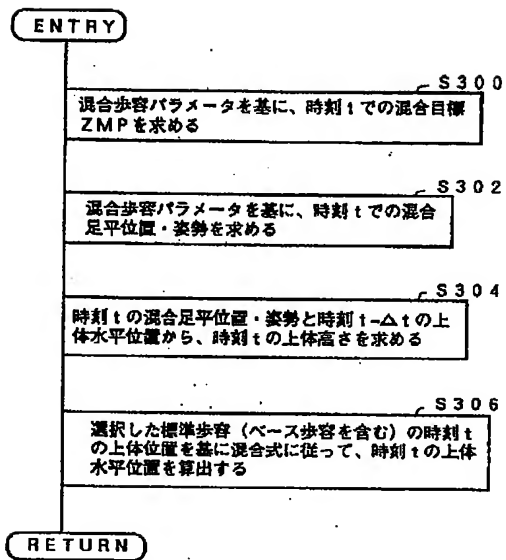 ENTRY
S300
混合歩容パラメータを基に、時刻tでの混合目標
ZMPを求める
S302
混合歩容パラメータを基に、時刻tでの混合
足平位置・姿勢を求める
S304
時刻tの混合足平位置・姿勢と時刻t-△tの上
体水平位置から、時刻tの上体高さを求める
S306
選択した標準歩容(ベース歩容を含む)の時刻t
の上体位置を基に混合式に従って、時刻tの上体
水平位置を算出する
RETURN